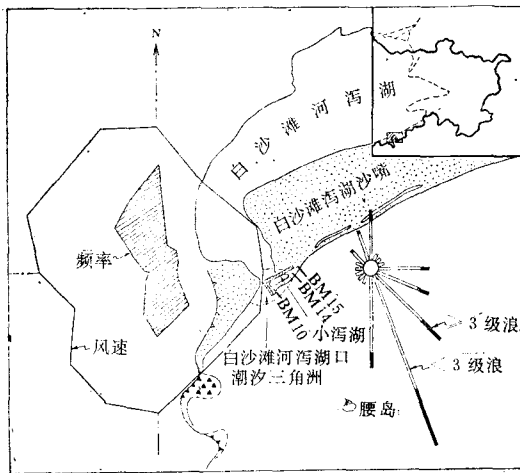 N
白沙滩河泻湖
白沙滩泻湖沙嘴
频率
风速
BM15
BM14
BM10
小泻湖
白沙滩河泻湖口
潮汐三角洲
3级浪
3级浪
腰岛